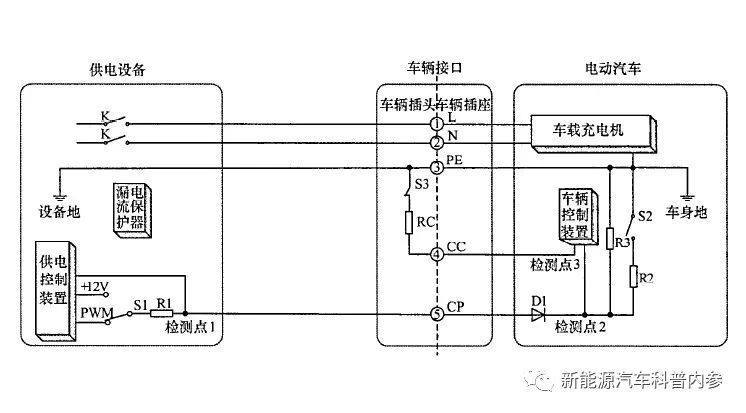 供电设备
车辆接口
电动汽车
车辆插头 车辆插座
K
K
① L
② N
③ PE
车载充电机
设备地
漏电
流保
护器
S3
RC
④ CC
车辆
控制
装置
S2
车身地
R3
R2
检测点3
供电
控制
装置
+12V
PWM
S1
R1
检测点1
⑤ CP
D1
检测点2
新能源汽车科普内参